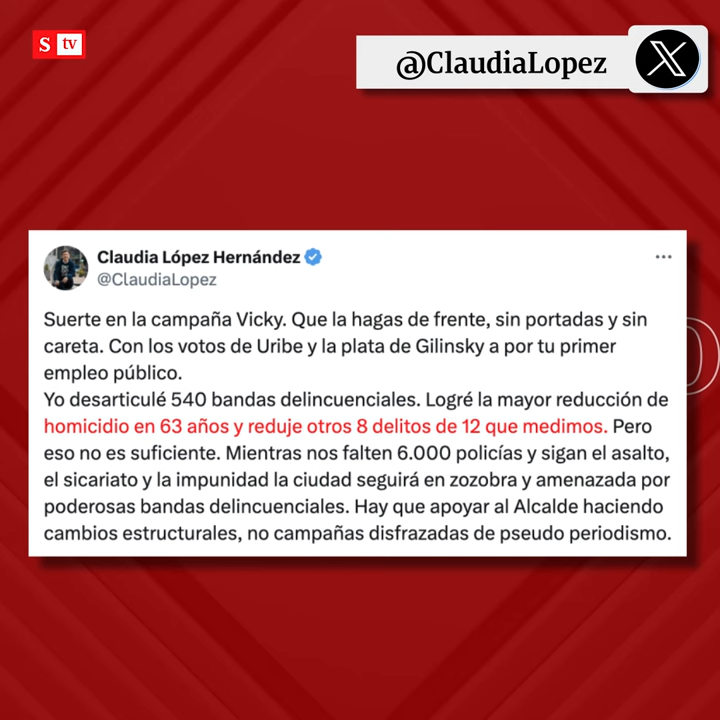 S tv
@ClaudiaLopez
Claudia López Hernández
@ClaudiaLopez
Suerte en la campaña Vicky. Que la hagas de frente, sin portadas y sin
careta. Con los votos de Uribe y la plata de Gilinsky a por tu primer
empleo público.
Yo desarticulé 540 bandas delincuenciales. Logré la mayor reducción de
homicidio en 63 años y reduje otros 8 delitos de 12 que medimos. Pero
eso no es suficiente. Mientras nos falten 6.000 policías y sigan el asalto,
el sicariato y la impunidad la ciudad seguirá en zozobra y amenazada por
poderosas bandas delincuenciales. Hay que apoyar al Alcalde haciendo
cambios estructurales, no campañas disfrazadas de pseudo periodismo.